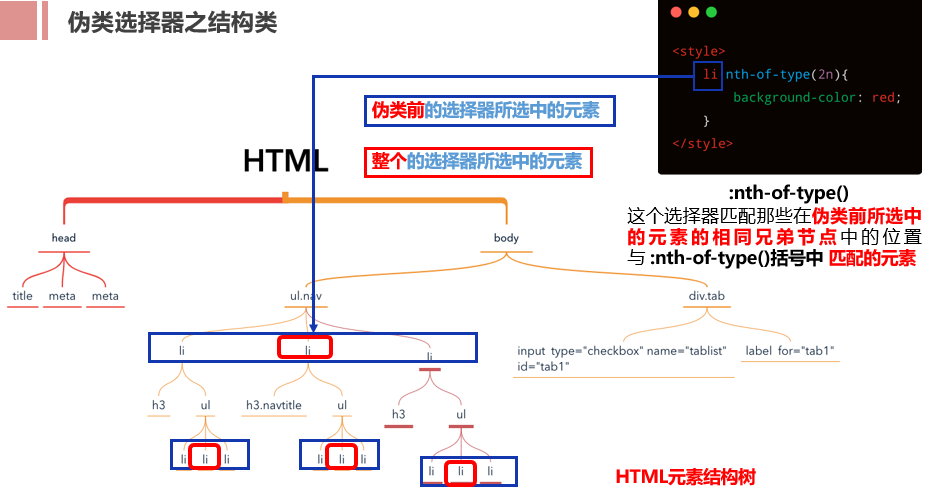 伪类选择器之结构类
<style>
li nth-of-type(2n){
background-color: red;
}
</style>
伪类前的选择器所选中的元素
整个的选择器所选中的元素
HTML
:nth-of-type()
这个选择器匹配那些在伪类前所选中
的元素的相同兄弟节点中的位置
与 :nth-of-type()括号中 匹配的元素
head
body
title meta meta
ul.nav
div.tab
li li li
input type="checkbox" name="tablist"
id="tab1"
label for="tab1"
h3 ul h3.navtitle ul h3 ul
li li li li li li li li li
HTML元素结构树